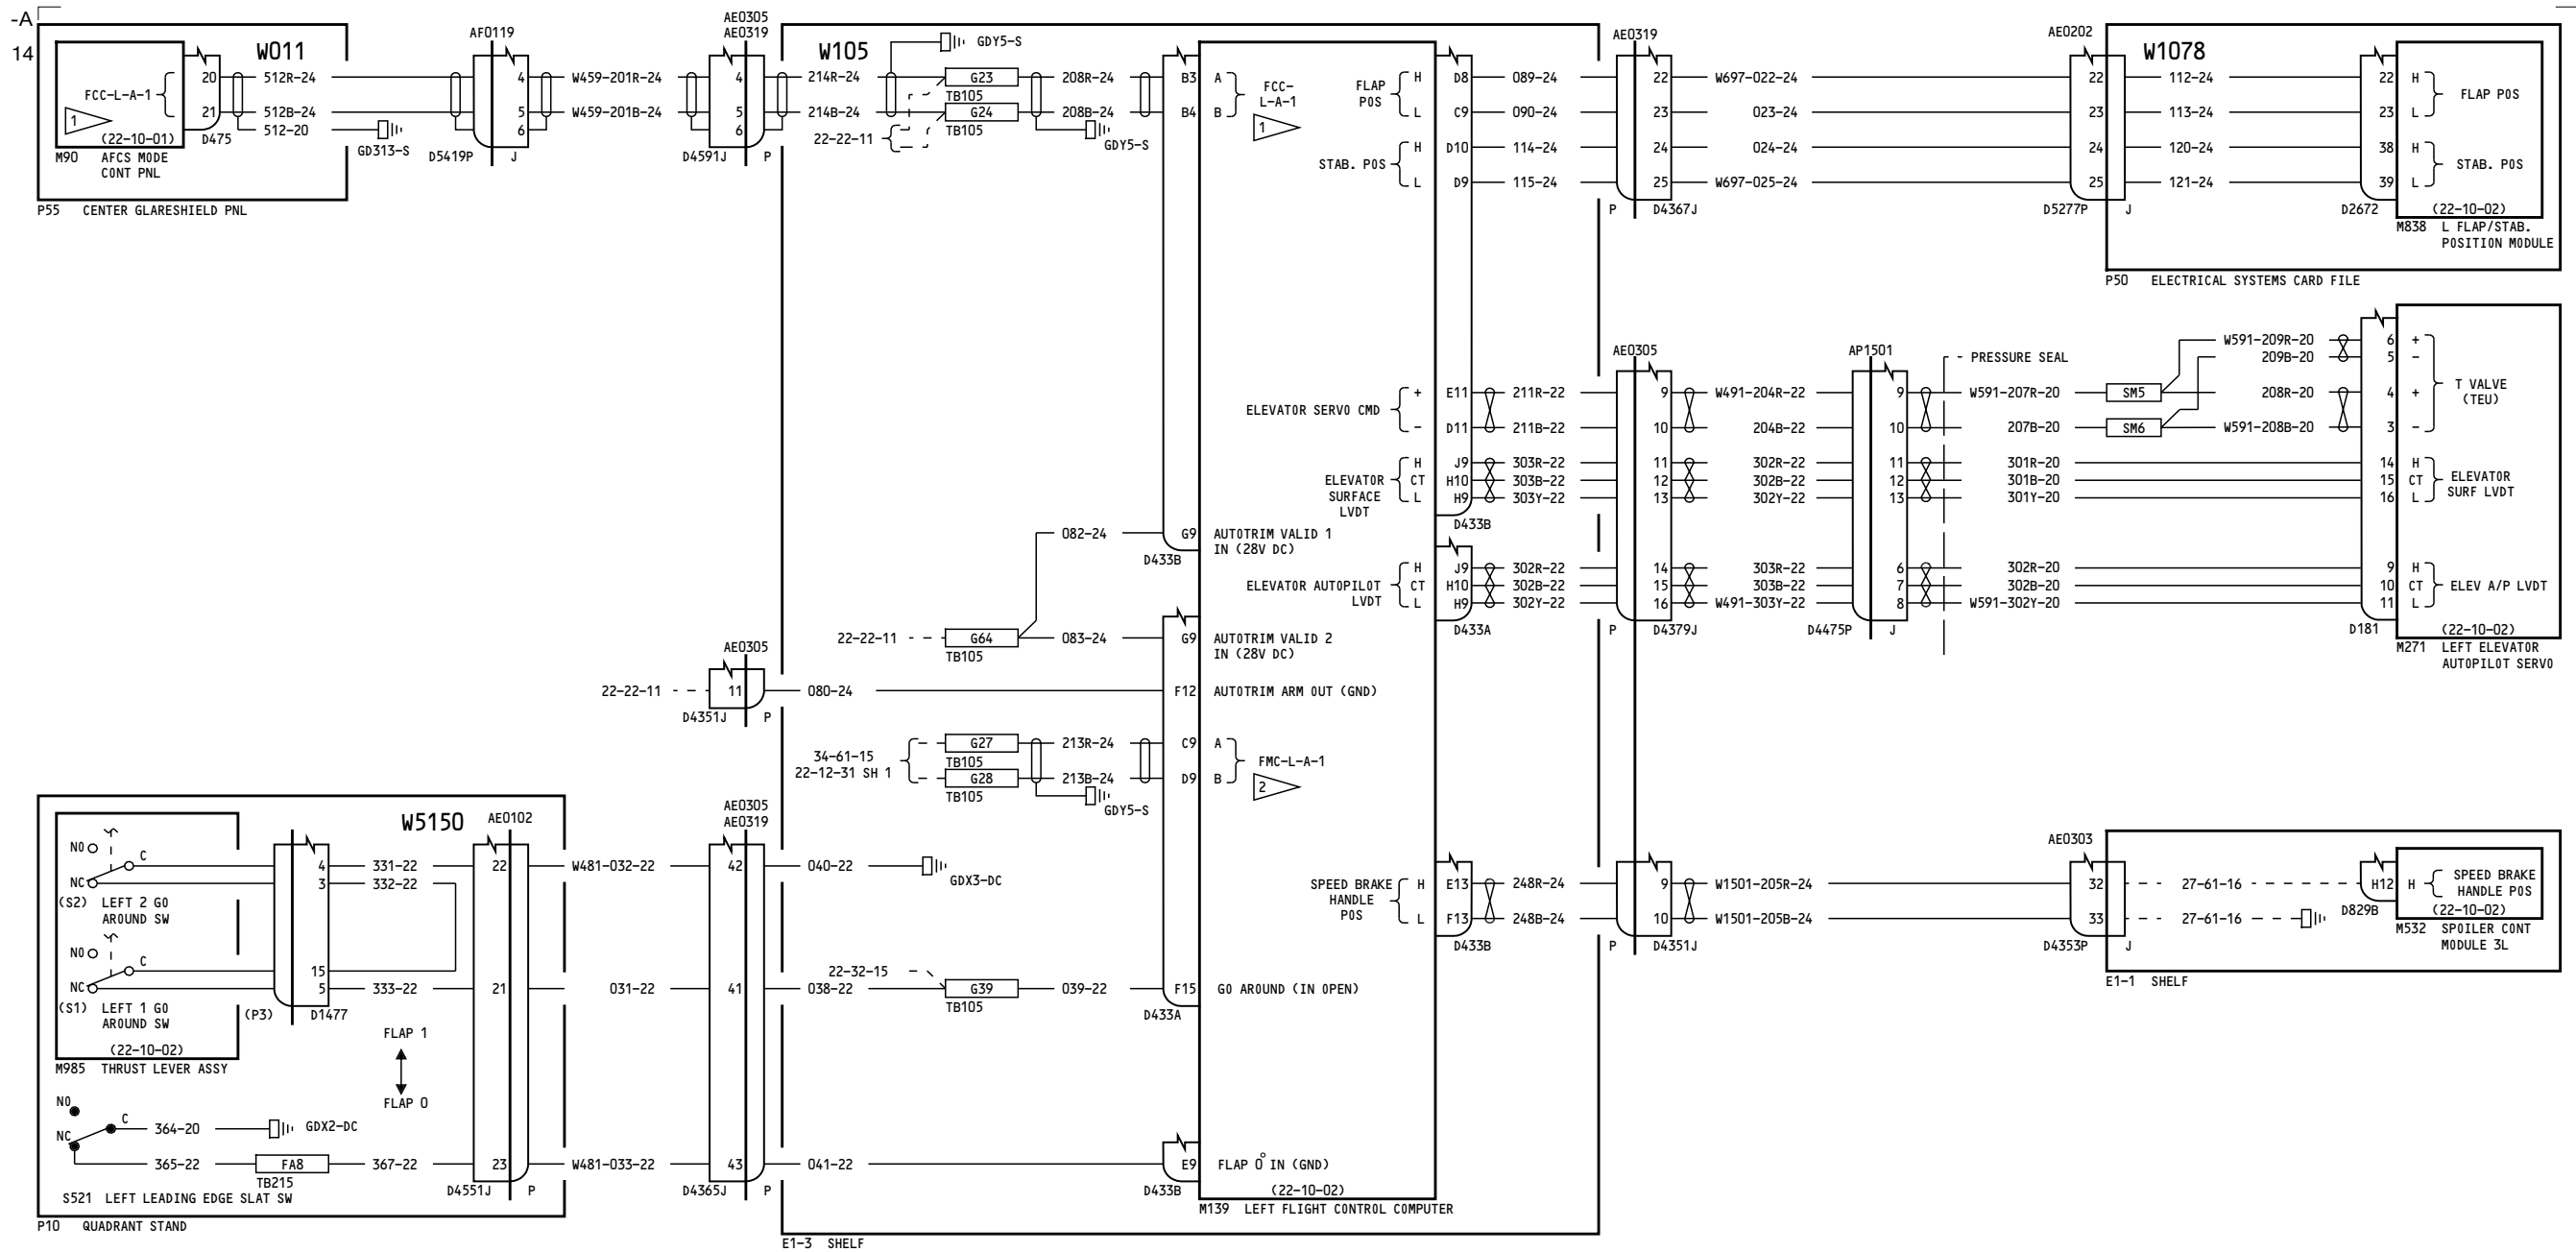 -A
14
AF0119
AE0305
AE0319
AE0319
AE0202
W011
W105
W1078
GDY5-S
FCC-L-A-1
20 512R-24 4 W459-201R-24 4 214R-24 G23 208R-24 B3 A
TB105
21 512B-24 5 W459-201B-24 5 214B-24 G24 208B-24 B4 B
TB105
FCC-
L-A-1
1
1
512-20
GD313-S
6
6
22-22-11
GDY5-S
(22-10-01)
D475
M90 AFCS MODE
CONT PNL
D5419P J
D4591J P
P55 CENTER GLARESHIELD PNL
FLAP
POS
H D8 089-24 22 W697-022-24 22 112-24 22 H
L C9 090-24 23 023-24 23 113-24 23 L
FLAP POS
STAB. POS
H D10 114-24 24 024-24 24 120-24 38 H
L D9 115-24 25 W697-025-24 25 121-24 39 L
STAB. POS
P D4367J
D5277P J
D2672
(22-10-02)
M838 L FLAP/STAB.
POSITION MODULE
P50 ELECTRICAL SYSTEMS CARD FILE
AE0305
AP1501
PRESSURE SEAL
W591-209R-20 6 +
209B-20 5 -
ELEVATOR SERVO CMD
+ E11 211R-22 9 W491-204R-22 9 W591-207R-20 SM5 208R-20 4 +
- D11 211B-22 10 204B-22 10 207B-20 SM6 W591-208B-20 3 -
T VALVE
(TEU)
ELEVATOR
SURFACE
LVDT
H J9 303R-22 11 302R-22 11 301R-20 14 H
CT H10 303B-22 12 302B-22 12 301B-20 15 CT
L H9 303Y-22 13 302Y-22 13 301Y-20 16 L
ELEVATOR
SURF LVDT
D433B
082-24 G9 AUTOTRIM VALID 1
IN (28V DC)
D433B
ELEVATOR AUTOPILOT
LVDT
H J9 302R-22 14 303R-22 6 302R-20 9 H
CT H10 302B-22 15 303B-22 7 302B-20 10 CT
L H9 302Y-22 16 W491-303Y-22 8 W591-302Y-20 11 L
ELEV A/P LVDT
D433A
P D4379J
D4475P J
D181
(22-10-02)
M271 LEFT ELEVATOR
AUTOPILOT SERVO
22-22-11 G64 083-24 G9 AUTOTRIM VALID 2
IN (28V DC)
TB105
AE0305
22-22-11 11 080-24 F12 AUTOTRIM ARM OUT (GND)
D4351J P
34-61-15
22-12-31 SH 1
G27 213R-24 C9 A
TB105
G28 213B-24 D9 B
TB105
FMC-L-A-1
2
GDY5-S
W5150
AE0102
AE0305
AE0319
NO
C
NC
4 331-22 22 W481-032-22 42 040-22
GDX3-DC
3 332-22
(S2) LEFT 2 GO
AROUND SW
NO
C
NC
15
5 333-22 21 031-22 41 038-22 G39 039-22 F15 GO AROUND (IN OPEN)
22-32-15
TB105
D433A
(S1) LEFT 1 GO
AROUND SW
(P3) D1477
(22-10-02)
M985 THRUST LEVER ASSY
FLAP 1
FLAP 0
NO
C
NC
364-20
GDX2-DC
365-22 FA8 367-22 23 W481-033-22 43 041-22 E9 FLAP 0° IN (GND)
TB215
D4551J P
D4365J P
D433B
S521 LEFT LEADING EDGE SLAT SW
P10 QUADRANT STAND
(22-10-02)
M139 LEFT FLIGHT CONTROL COMPUTER
E1-3 SHELF
AE0303
SPEED BRAKE
HANDLE
POS
H E13 248R-24 9 W1501-205R-24 32 27-61-16 H12 H
L F13 248B-24 10 W1501-205B-24 33 27-61-16
SPEED BRAKE
HANDLE POS
D433B
P D4351J
D4353P J
D829B
(22-10-02)
M532 SPOILER CONT
MODULE 3L
E1-1 SHELF